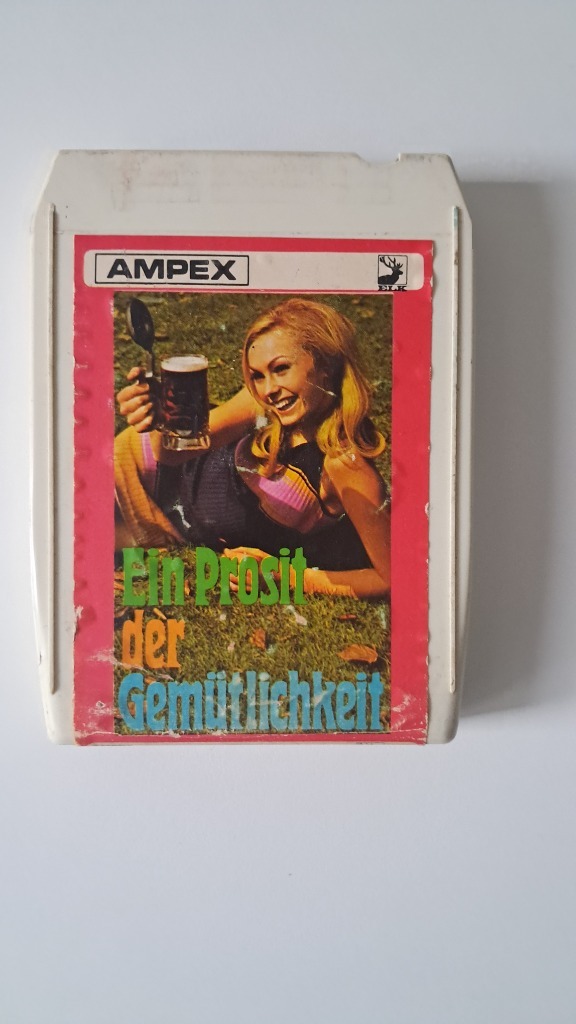 AMPEX
ELK
Ein Prosit
der
Gemütlichkeit